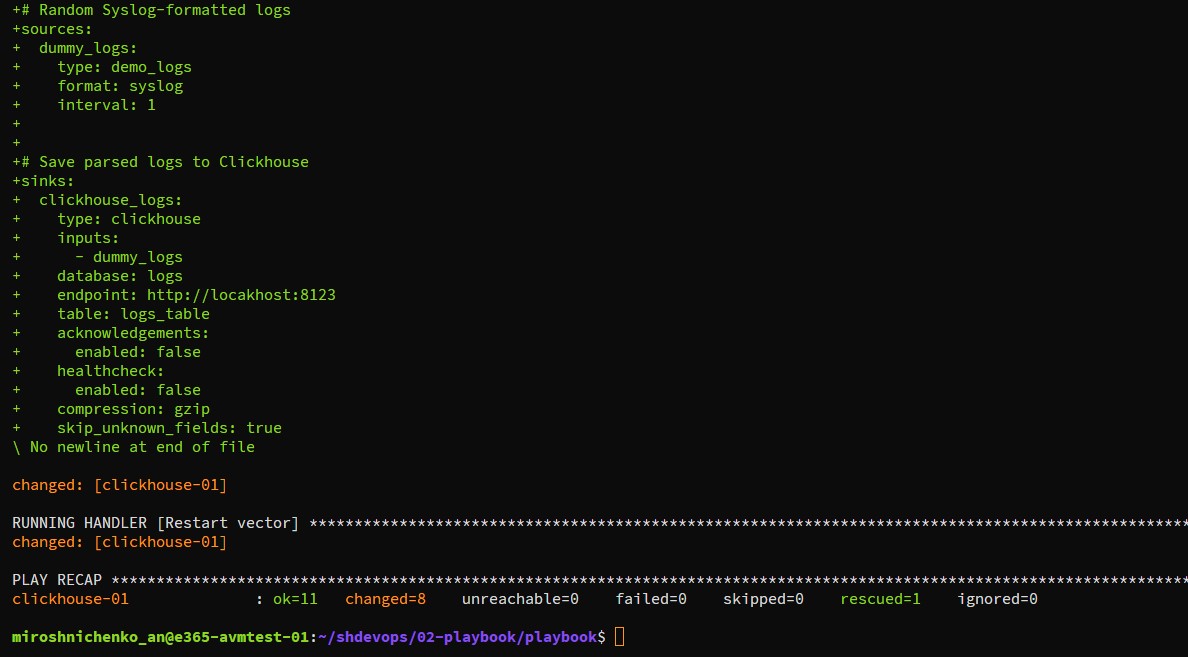 +# Random Syslog-formatted logs
+sources:
+  dummy_logs:
+    type: demo_logs
+    format: syslog
+    interval: 1
+
+
+# Save parsed logs to Clickhouse
+sinks:
+  clickhouse_logs:
+    type: clickhouse
+    inputs:
+      - dummy_logs
+    database: logs
+    endpoint: http://locakhost:8123
+    table: logs_table
+    acknowledgements:
+      enabled: false
+    healthcheck:
+      enabled: false
+    compression: gzip
+    skip_unknown_fields: true
\ No newline at end of file
changed: [clickhouse-01]
RUNNING HANDLER [Restart vector] **************************************************************************************************
changed: [clickhouse-01]
PLAY RECAP ************************************************************************************************************************
clickhouse-01              : ok=11   changed=8    unreachable=0    failed=0    skipped=0    rescued=1    ignored=0
miroshnichenko_an@e365-avmtest-01:~/shdevops/02-playbook/playbook$